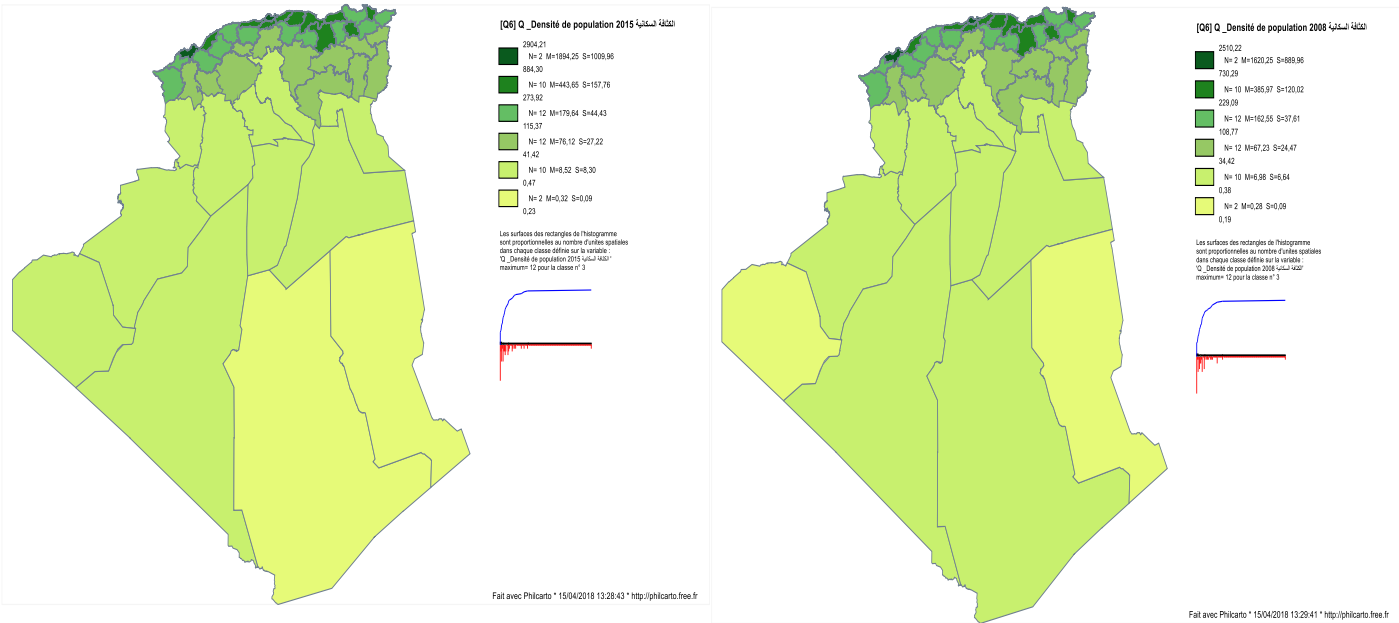 [Q6] Q _Densité de population 2015 الكثافة السكانية
2904,21
N= 2 M=1894,25 S=1009,96
884,30
N= 10 M=443,65 S=157,76
273,92
N= 12 M=179,64 S=44,43
115,37
N= 12 M=76,12 S=27,22
41,42
N= 10 M=8,52 S=8,30
0,47
N= 2 M=0,32 S=0,09
0,23
Les surfaces des rectangles de l'histogramme
sont proportionnelles au nombre d'unites spatiales
dans chaque classe définie sur la variable :
'Q _Densité de population 2015 الكثافة السكانية '
maximum= 12 pour la classe n° 3
Fait avec Philcarto * 15/04/2018 13:28:43 * http://philcarto.free.fr
[Q6] Q _Densité de population 2008 الكثافة السكانية
2510,22
N= 2 M=1620,25 S=889,96
730,29
N= 10 M=385,97 S=120,02
229,09
N= 12 M=162,55 S=37,61
108,77
N= 12 M=67,23 S=24,47
34,42
N= 10 M=6,98 S=6,64
0,38
N= 2 M=0,28 S=0,09
0,19
Les surfaces des rectangles de l'histogramme
sont proportionnelles au nombre d'unites spatiales
dans chaque classe définie sur la variable :
'Q _Densité de population 2008 الكثافة السكانية'
maximum= 12 pour la classe n° 3
Fait avec Philcarto * 15/04/2018 13:29:41 * http://philcarto.free.fr